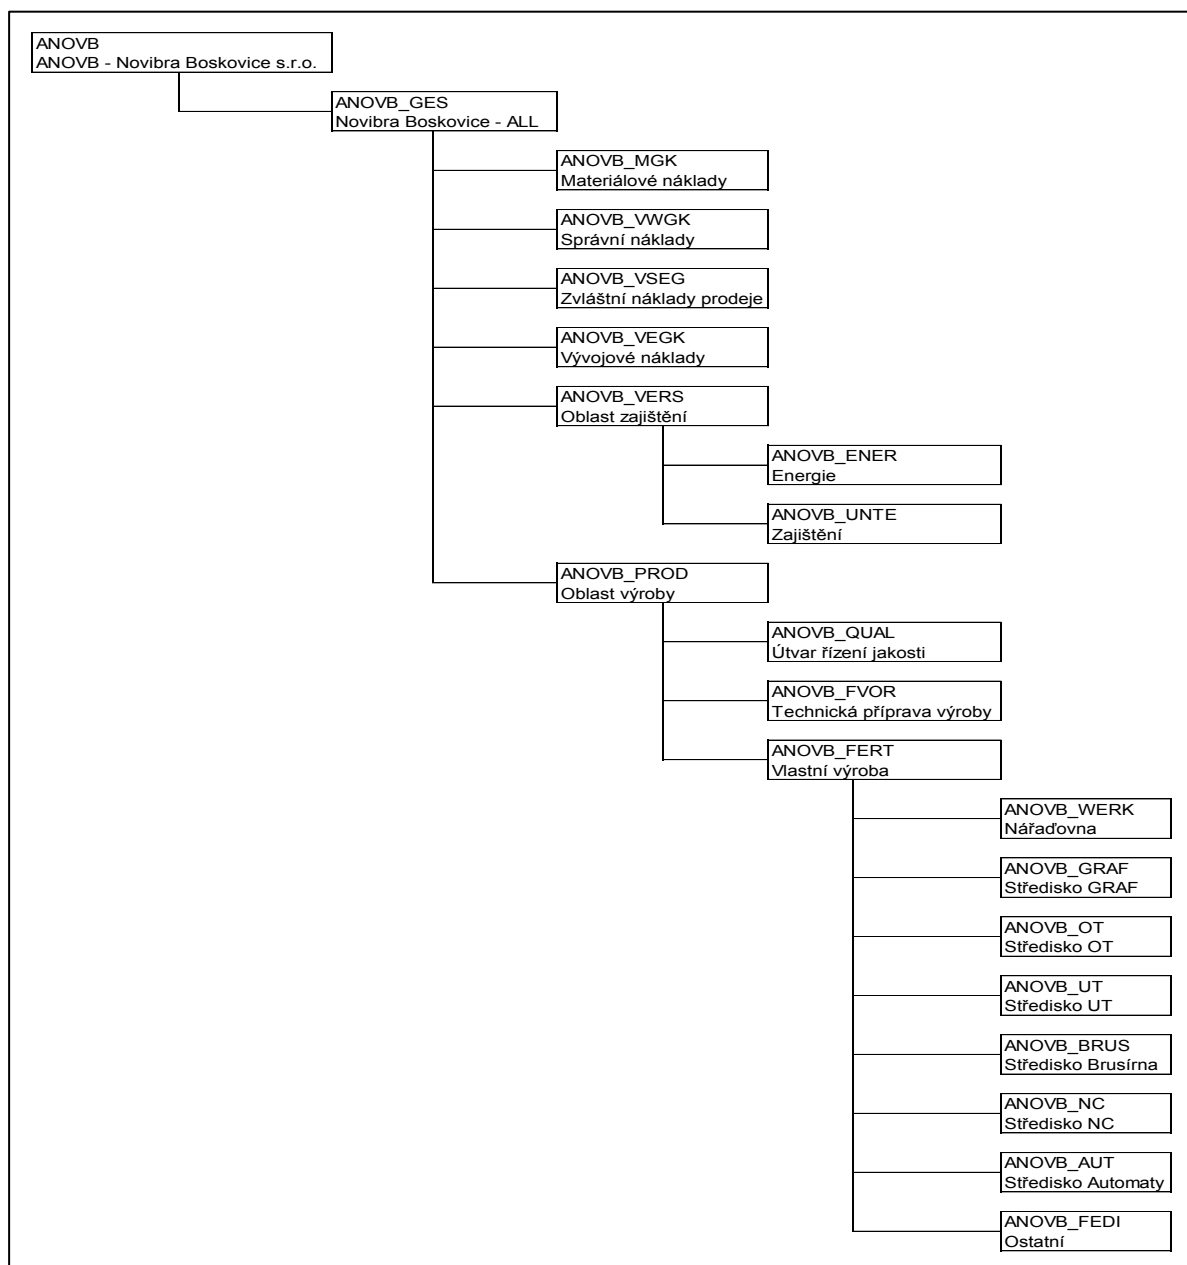 ANOVB
ANOVB - Novibra Boskovice s.r.o.
ANOVB_GES
Novibra Boskovice - ALL
ANOVB_MGK
Materiálové náklady
ANOVB_VWGK
Správní náklady
ANOVB_VSEG
Zvláštní náklady prodeje
ANOVB_VEGK
Vývojové náklady
ANOVB_VERS
Oblast zajištění
ANOVB_ENER
Energie
ANOVB_UNTE
Zajištění
ANOVB_PROD
Oblast výroby
ANOVB_QUAL
Útvar řízení jakosti
ANOVB_FVOR
Technická příprava výroby
ANOVB_FERT
Vlastní výroba
ANOVB_WERK
Nářaďovna
ANOVB_GRAF
Středisko GRAF
ANOVB_OT
Středisko OT
ANOVB_UT
Středisko UT
ANOVB_BRUS
Středisko Brusírna
ANOVB_NC
Středisko NC
ANOVB_AUT
Středisko Automaty
ANOVB_FEDI
Ostatní